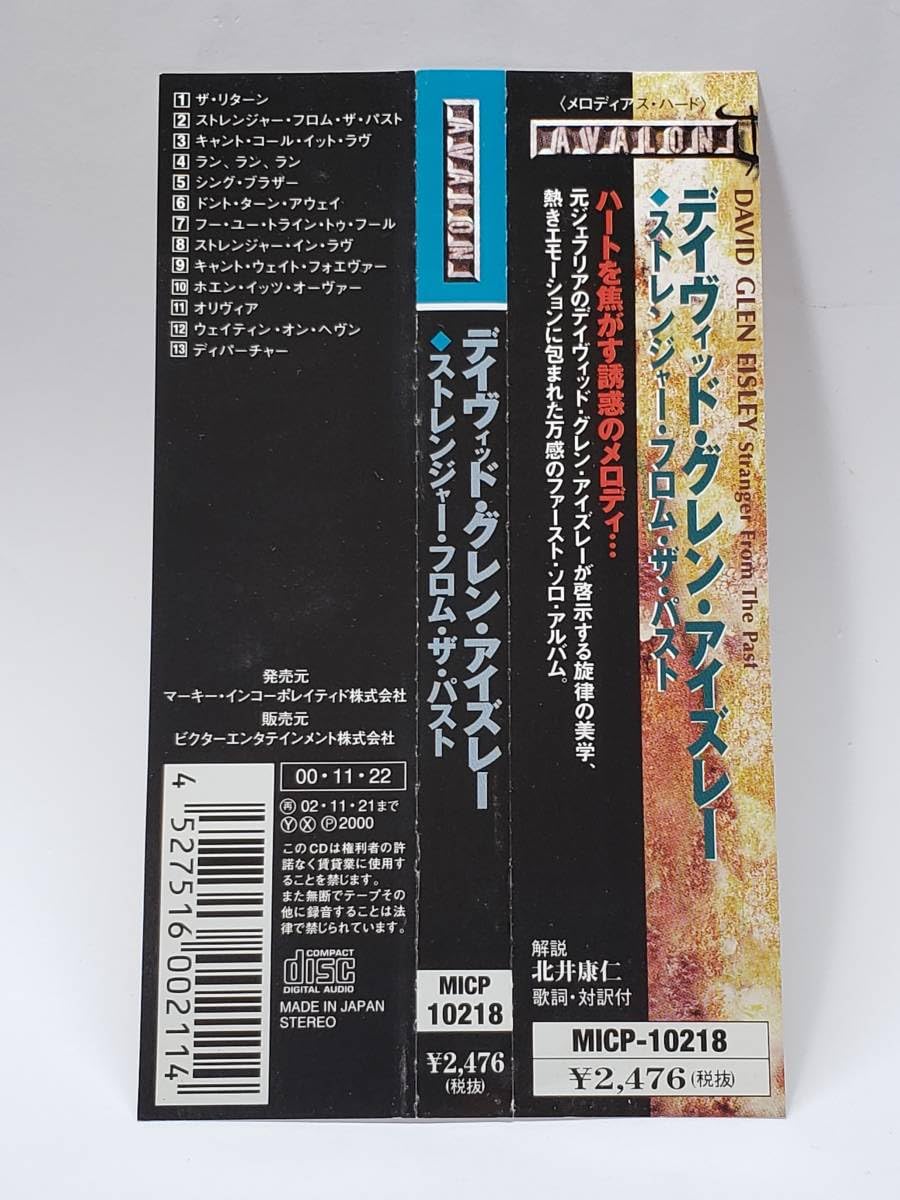 1 ザ・リターン
2 ストレンジャー・フロム・ザ・パスト
3 キャント・コール・イット・ラヴ
4 ラン、ラン、ラン
5 シング・ブラザー
6 ドント・ターン・アウェイ
7 フー・ユー・トライン・トゥ・フール
8 ストレンジャー・イン・ラヴ
9 キャント・ウェイト・フォエヴァー
10 ホエン・イッツ・オーヴァー
11 オリヴィア
12 ウェイティン・オン・ヘヴン
13 ディパーチャー
発売元
マーキー・インコーポレイティド株式会社
販売元
ビクターエンタテインメント株式会社
4 527516 002114
00・11・22
再 02・11・21まで
Ⓨ Ⓧ Ⓟ 2000
このCDは権利者の許
諾なく賃貸業に使用す
ることを禁じます。
また無断でテープその
他に録音することは法
律で禁じられています。
COMPACT
disc
DIGITAL AUDIO
MADE IN JAPAN
STEREO
AVALON
デイヴィッド・グレン・アイズレー
◆ストレンジャー・フロム・ザ・パスト
MICP
10218
¥2,476
(税抜)
〈メロディアス・ハード〉
AVALON
DAVID GLEN EISLEY Stranger From The Past
デイヴィッド・グレン・アイズレー
◆ストレンジャー・フロム・ザ・パスト
ハートを焦がす誘惑のメロディ…
元ジェフリアのデイヴィッド・グレン・アイズレーが啓示する旋律の美学、
熱きエモーションに包まれた万感のファースト・ソロ・アルバム。
解説
北井康仁
歌詞・対訳付
MICP-10218
¥2,476(税抜)